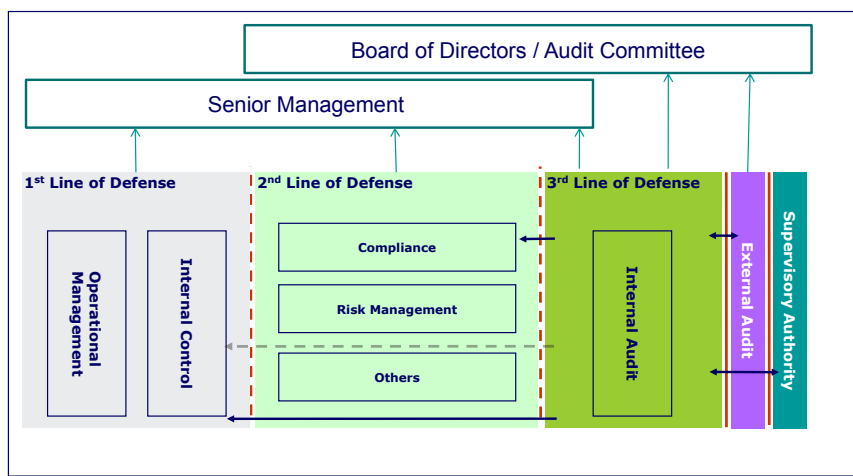 Board of Directors / Audit Committee
Senior Management
1st Line of Defense
2nd Line of Defense
3rd Line of Defense
Operational
Management
Internal Control
Compliance
Risk Management
Others
Internal Audit
External Audit
Supervisory Authority